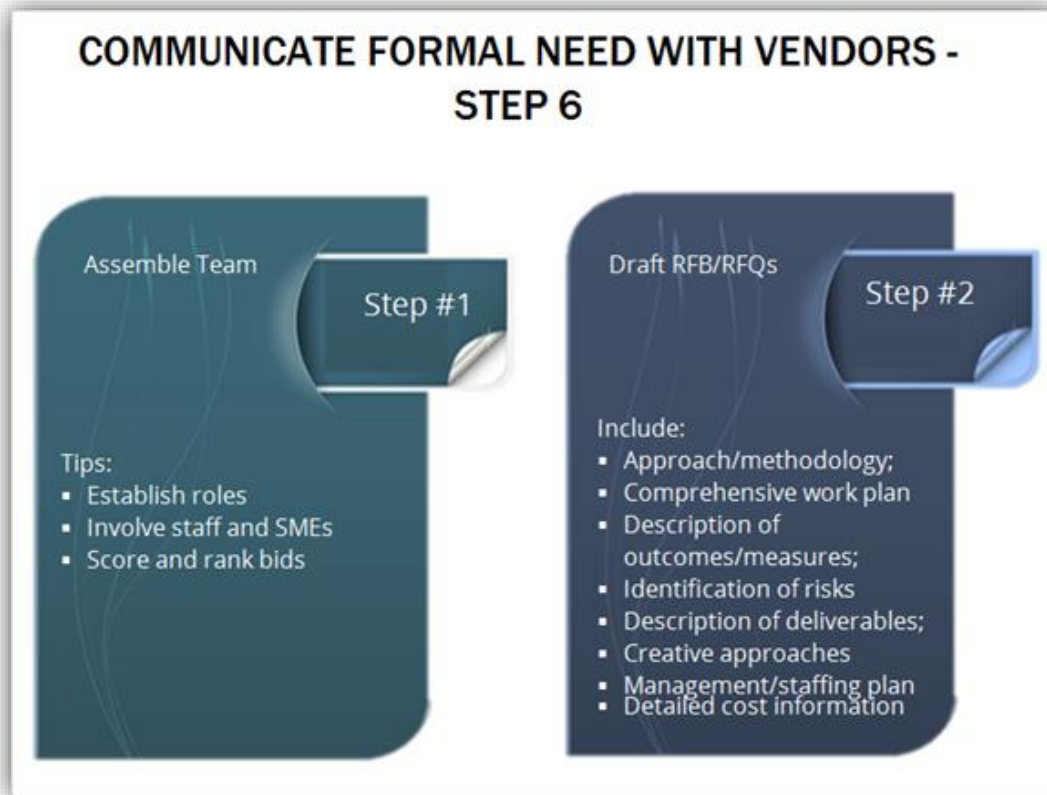 COMMUNICATE FORMAL NEED WITH VENDORS -
STEP 6
Assemble Team
Step #1
Tips:
▪ Establish roles
▪ Involve staff and SMEs
▪ Score and rank bids
Draft RFB/RFQs
Step #2
Include:
▪ Approach/methodology;
▪ Comprehensive work plan
▪ Description of
outcomes/measures;
▪ Identification of risks
▪ Description of deliverables;
▪ Creative approaches
▪ Management/staffing plan
▪ Detailed cost information